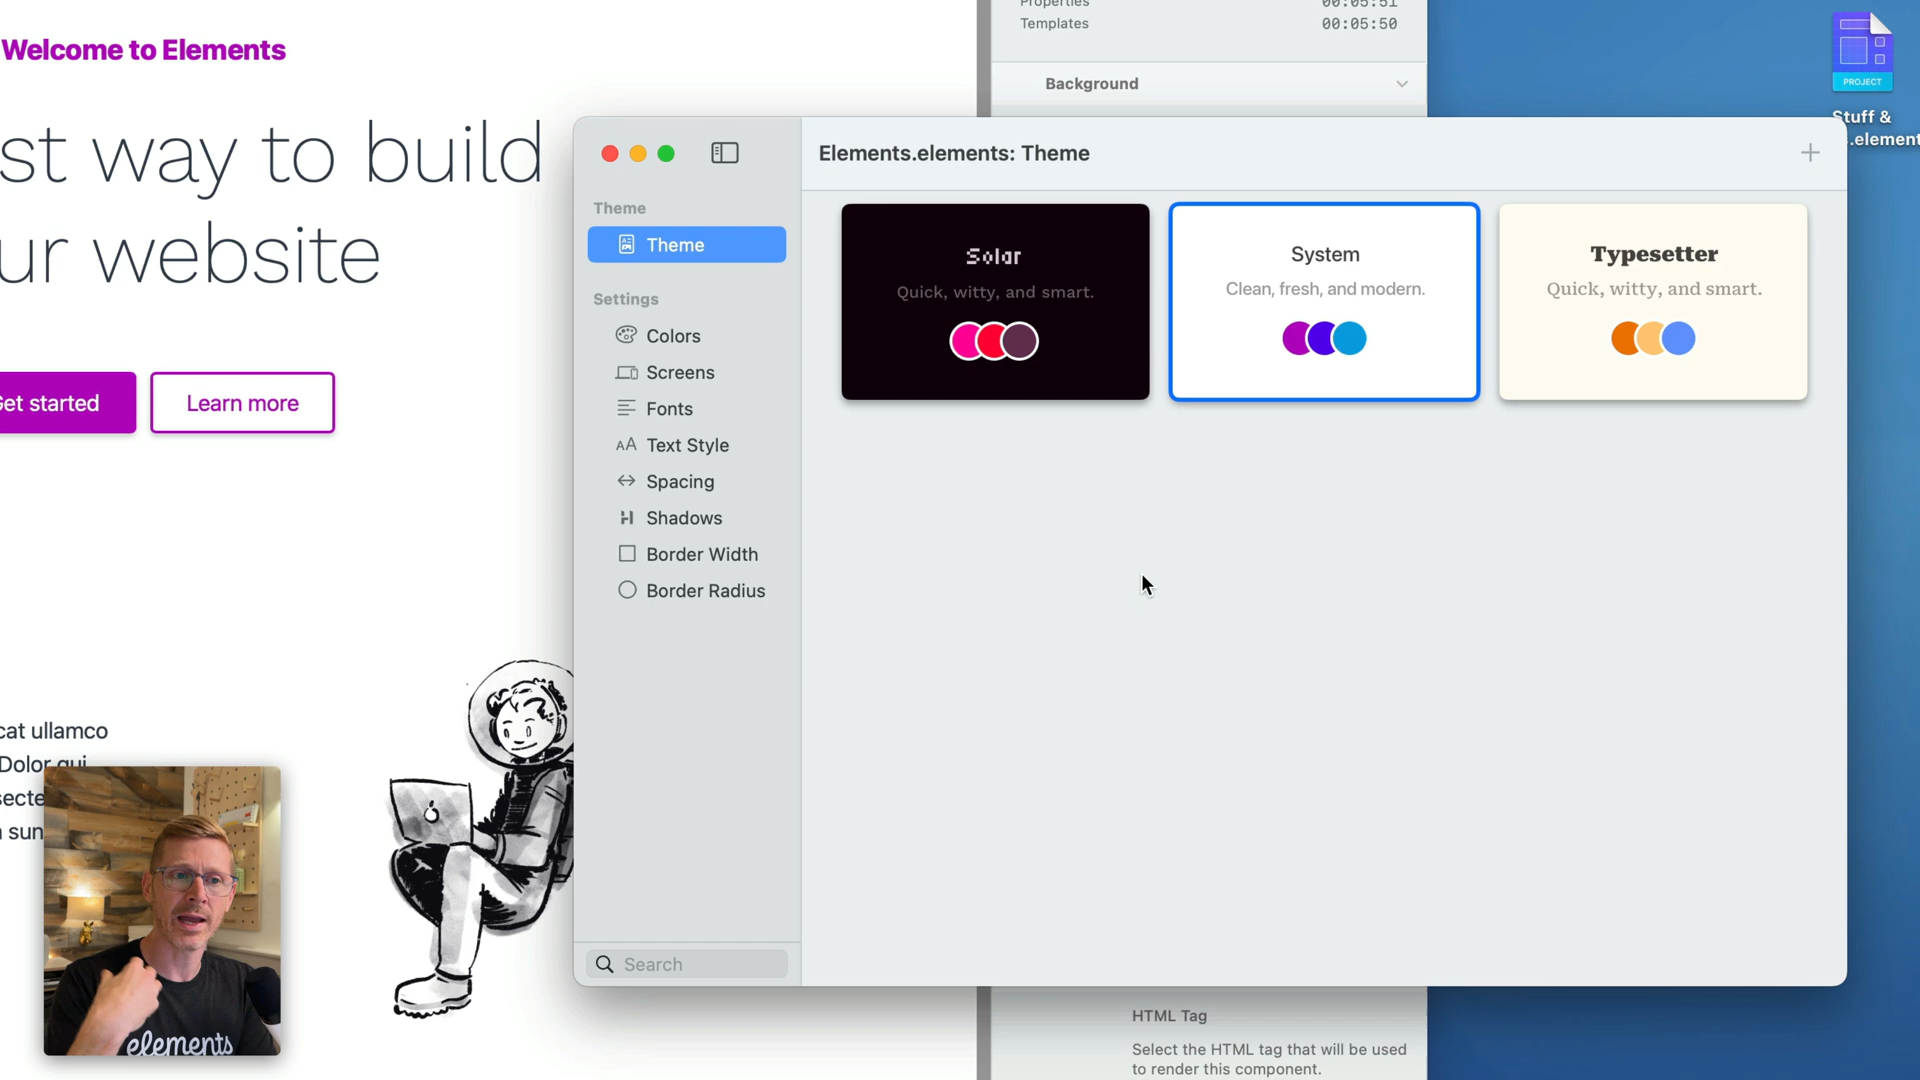 Welcome to Elements
st way to build
ur website
Get started
Learn more
cat ullamco
Dolor qui
secte
sun
elements
Properties 00:05:51
Templates 00:05:50
Background
Elements.elements: Theme
Theme
Theme
Settings
Colors
Screens
Fonts
Text Style
Spacing
Shadows
Border Width
Border Radius
Search
Solar
Quick, witty, and smart.
System
Clean, fresh, and modern.
Typesetter
Quick, witty, and smart.
HTML Tag
Select the HTML tag that will be used
to render this component.
PROJECT
Stuff &
.element